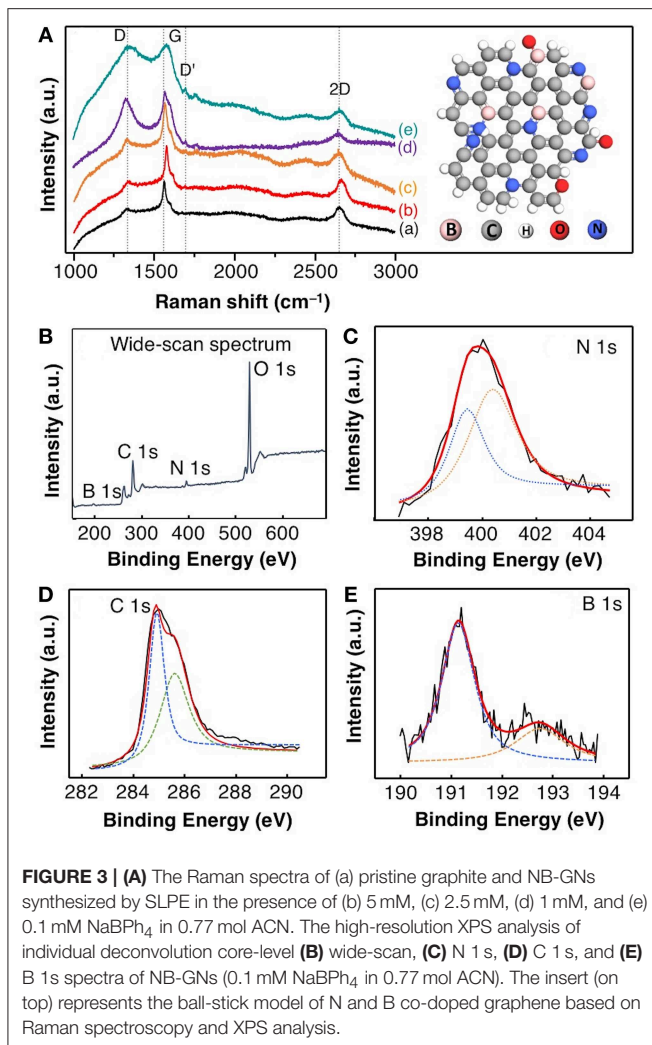 A
D
G
D'
2D
(e)
(d)
(c)
(b)
(a)
Intensity (a.u.)
1000 1500 2000 2500 3000
Raman shift (cm⁻¹)
B C H O N
B
Wide-scan spectrum
O 1s
C 1s
N 1s
B 1s
Intensity (a.u.)
200 300 400 500 600
Binding Energy (eV)
C
N 1s
Intensity (a.u.)
398 400 402 404
Binding Energy (eV)
D
C 1s
Intensity (a.u.)
282 284 286 288 290
Binding Energy (eV)
E
B 1s
Intensity (a.u.)
190 191 192 193 194
Binding Energy (eV)
FIGURE 3 | (A) The Raman spectra of (a) pristine graphite and NB-GNs
synthesized by SLPE in the presence of (b) 5 mM, (c) 2.5 mM, (d) 1 mM, and (e)
0.1 mM NaBPh₄ in 0.77 mol ACN. The high-resolution XPS analysis of
individual deconvolution core-level (B) wide-scan, (C) N 1 s, (D) C 1 s, and (E)
B 1s spectra of NB-GNs (0.1 mM NaBPh₄ in 0.77 mol ACN). The insert (on
top) represents the ball-stick model of N and B co-doped graphene based on
Raman spectroscopy and XPS analysis.